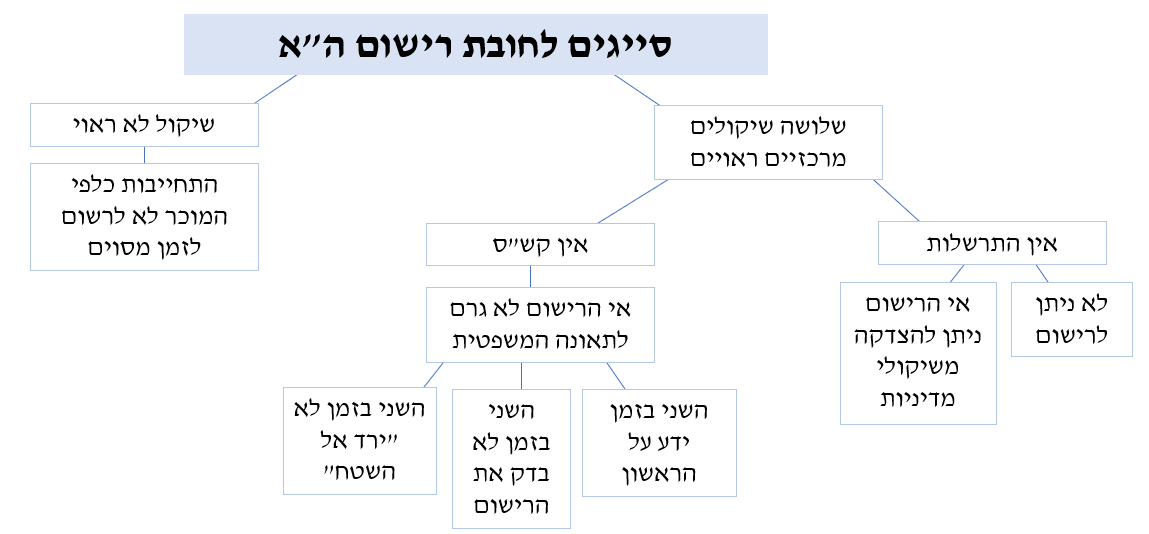 סייגים לחובת רישום ה״א
שלושה שיקולים
מרכזיים ראויים
שיקול לא ראוי
אין התרשלות
לא ניתן
לרישום
אי הרישום
ניתן להצדקה
משיקולי
מדיניות
אין קש״ס
אי הרישום לא גרם
לתאונה המשפטית
השני בזמן
ידע על
הראשון
השני
בזמן לא
בדק את
הרישום
השני בזמן לא
״ירד אל
השטח״
התחייבות כלפי
המוכר לא לרשום
לזמן מסוים